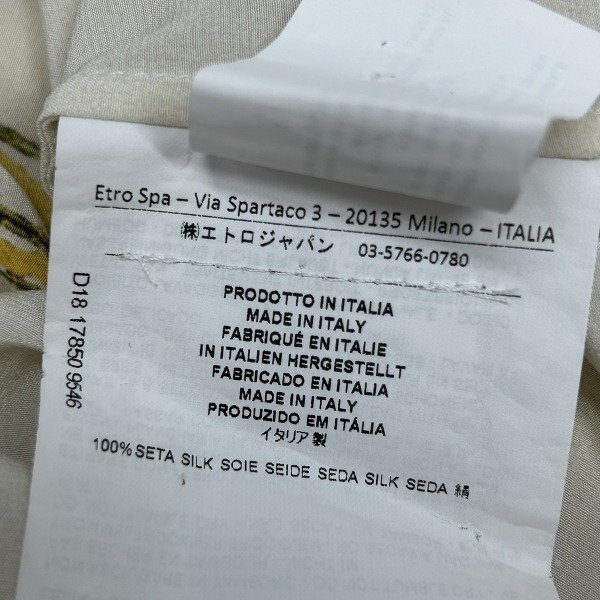 Etro Spa – Via Spartaco 3 – 20135 Milano – ITALIA
㈱エトロジャパン 03-5766-0780
PRODOTTO IN ITALIA
MADE IN ITALY
FABRIQUÉ EN ITALIE
IN ITALIEN HERGESTELLT
FABRICADO EN ITALIA
MADE IN ITALY
PRODUZIDO EM ITÁLIA
イタリア製
100% SETA SILK SOIE SEIDE SEDA SILK SEDA 絹
D18 17850 9546